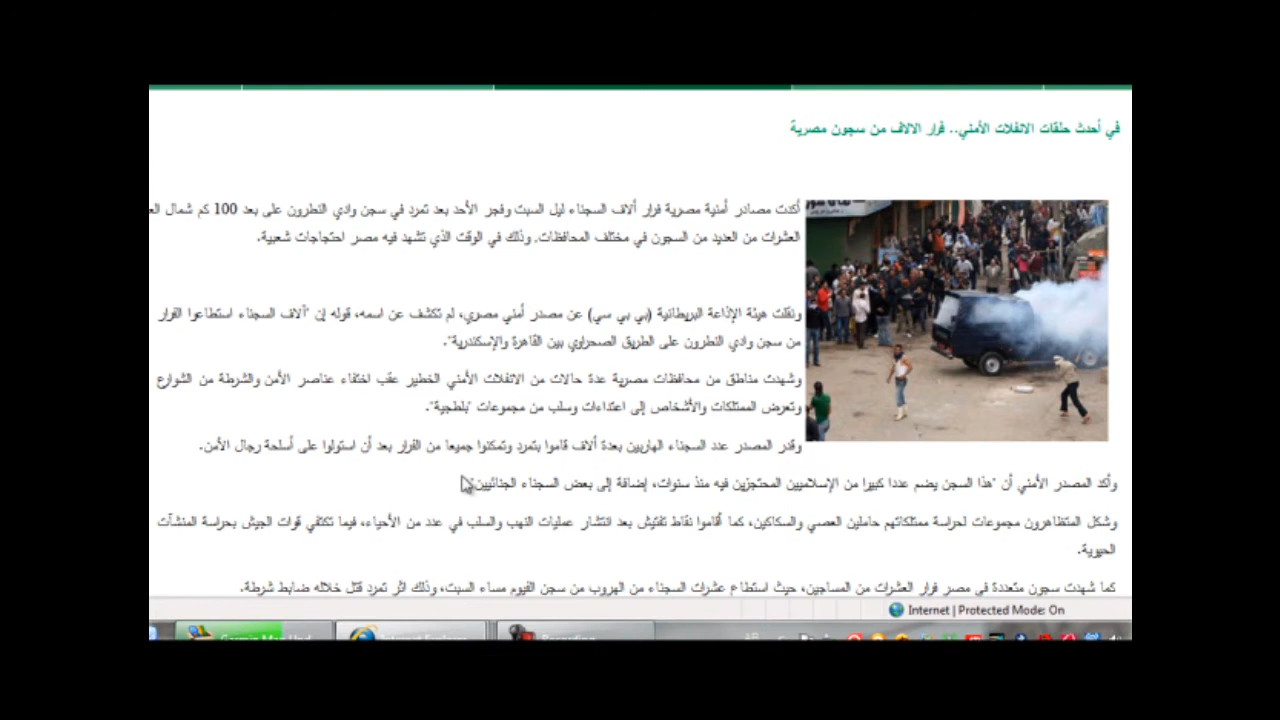 في أحدث حلقات الانفلات الأمني.. فرار الالاف من سجون مصرية
أكدت مصادر أمنية مصرية فرار ألاف السجناء ليل السبت وفجر الأحد بعد تمرد في سجن وادي النطرون على بعد 100 كم شمال
العشرات من العديد من السجون في مختلف المحافظات، وذلك في الوقت الذي تشهد فيه مصر احتجاجات شعبية.
ونقلت هيئة الإذاعة البريطانية (بي بي سي) عن مصدر أمني مصري، لم تكشف عن اسمه، قوله إن "ألاف السجناء استطاعوا الفرار
من سجن وادي النطرون على الطريق الصحراوي بين القاهرة والإسكندرية".
وشهدت مناطق من محافظات مصرية عدة حالات من الانفلات الأمني الخطير عقب اختفاء عناصر الأمن والشرطة من الشوارع
وتعرض الممتلكات والأشخاص إلى اعتداءات وسلب من مجموعات "بلطجية".
وقدر المصدر عدد السجناء الهاربين بعدة ألاف قاموا بتمرد وتمكنوا جميعا من الفرار بعد أن استولوا على أسلحة رجال الأمن.
وأكد المصدر الأمني أن "هذا السجن يضم عددا كبيرا من الإسلاميين المحتجزين فيه منذ سنوات، إضافة إلى بعض السجناء الجنائيين"
وشكل المتظاهرون مجموعات لحراسة ممتلكاتهم حاملين العصي والسكاكين، كما أقاموا نقاط تفتيش بعد انتشار عمليات النهب والسلب في عدد من الأحياء، فيما تكتفي قوات الجيش بحراسة المنشآت
الحيوية.
كما شهدت سجون متعددة في مصر فرار العشرات من المساجين، حيث استطاع عشرات السجناء من الهروب من سجن الفيوم مساء السبت، وذلك اثر تمرد قتل خلاله ضابط شرطة.
Internet | Protected Mode: On
Internet Explorer